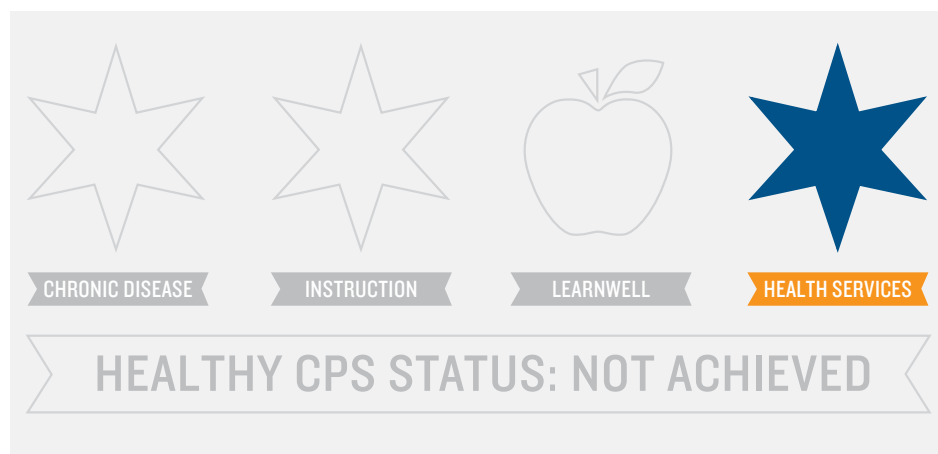 CHRONIC DISEASE
INSTRUCTION
LEARNWELL
HEALTH SERVICES
HEALTHY CPS STATUS: NOT ACHIEVED